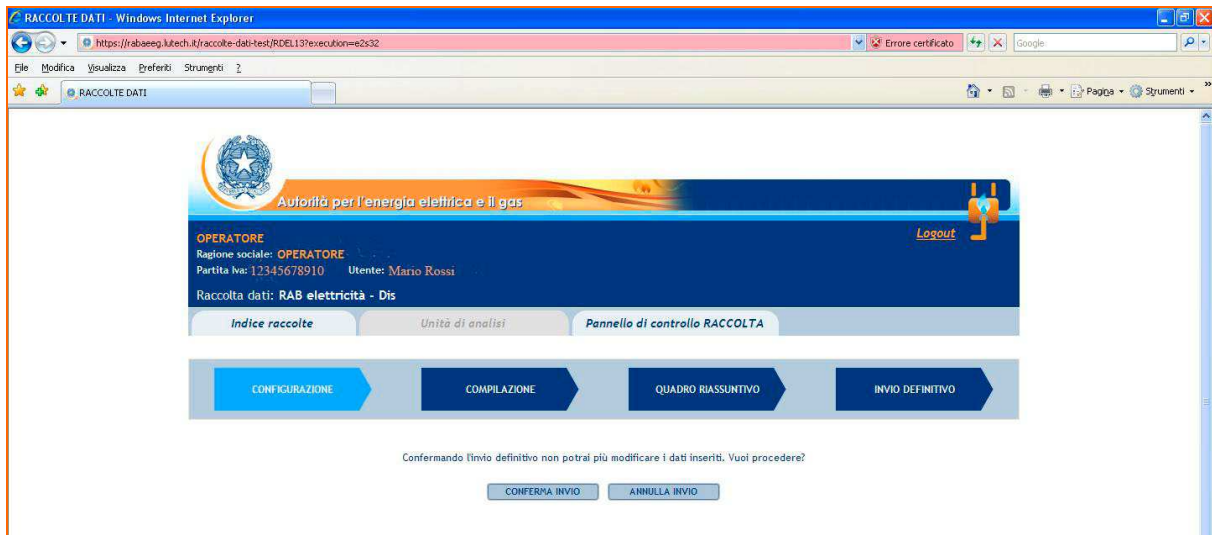 RACCOLTE DATI - Windows Internet Explorer
https://rabaeeg.lutech.it/raccolte-dati-test/RDEL13?execution=e2s32 Errore certificato Google
File Modifica Visualizza Preferiti Strumenti ?
RACCOLTE DATI Pagina Strumenti »
Autorità per l'energia elettrica e il gas
OPERATORE Logout
Ragione sociale: OPERATORE
Partita Iva: 12345678910 Utente: Mario Rossi
Raccolta dati: RAB elettricità - Dis
Indice raccolte Unità di analisi Pannello di controllo RACCOLTA
CONFIGURAZIONE COMPILAZIONE QUADRO RIASSUNTIVO INVIO DEFINITIVO
Confermando l'invio definitivo non potrai più modificare i dati inseriti. Vuoi procedere?
CONFERMA INVIO ANNULLA INVIO